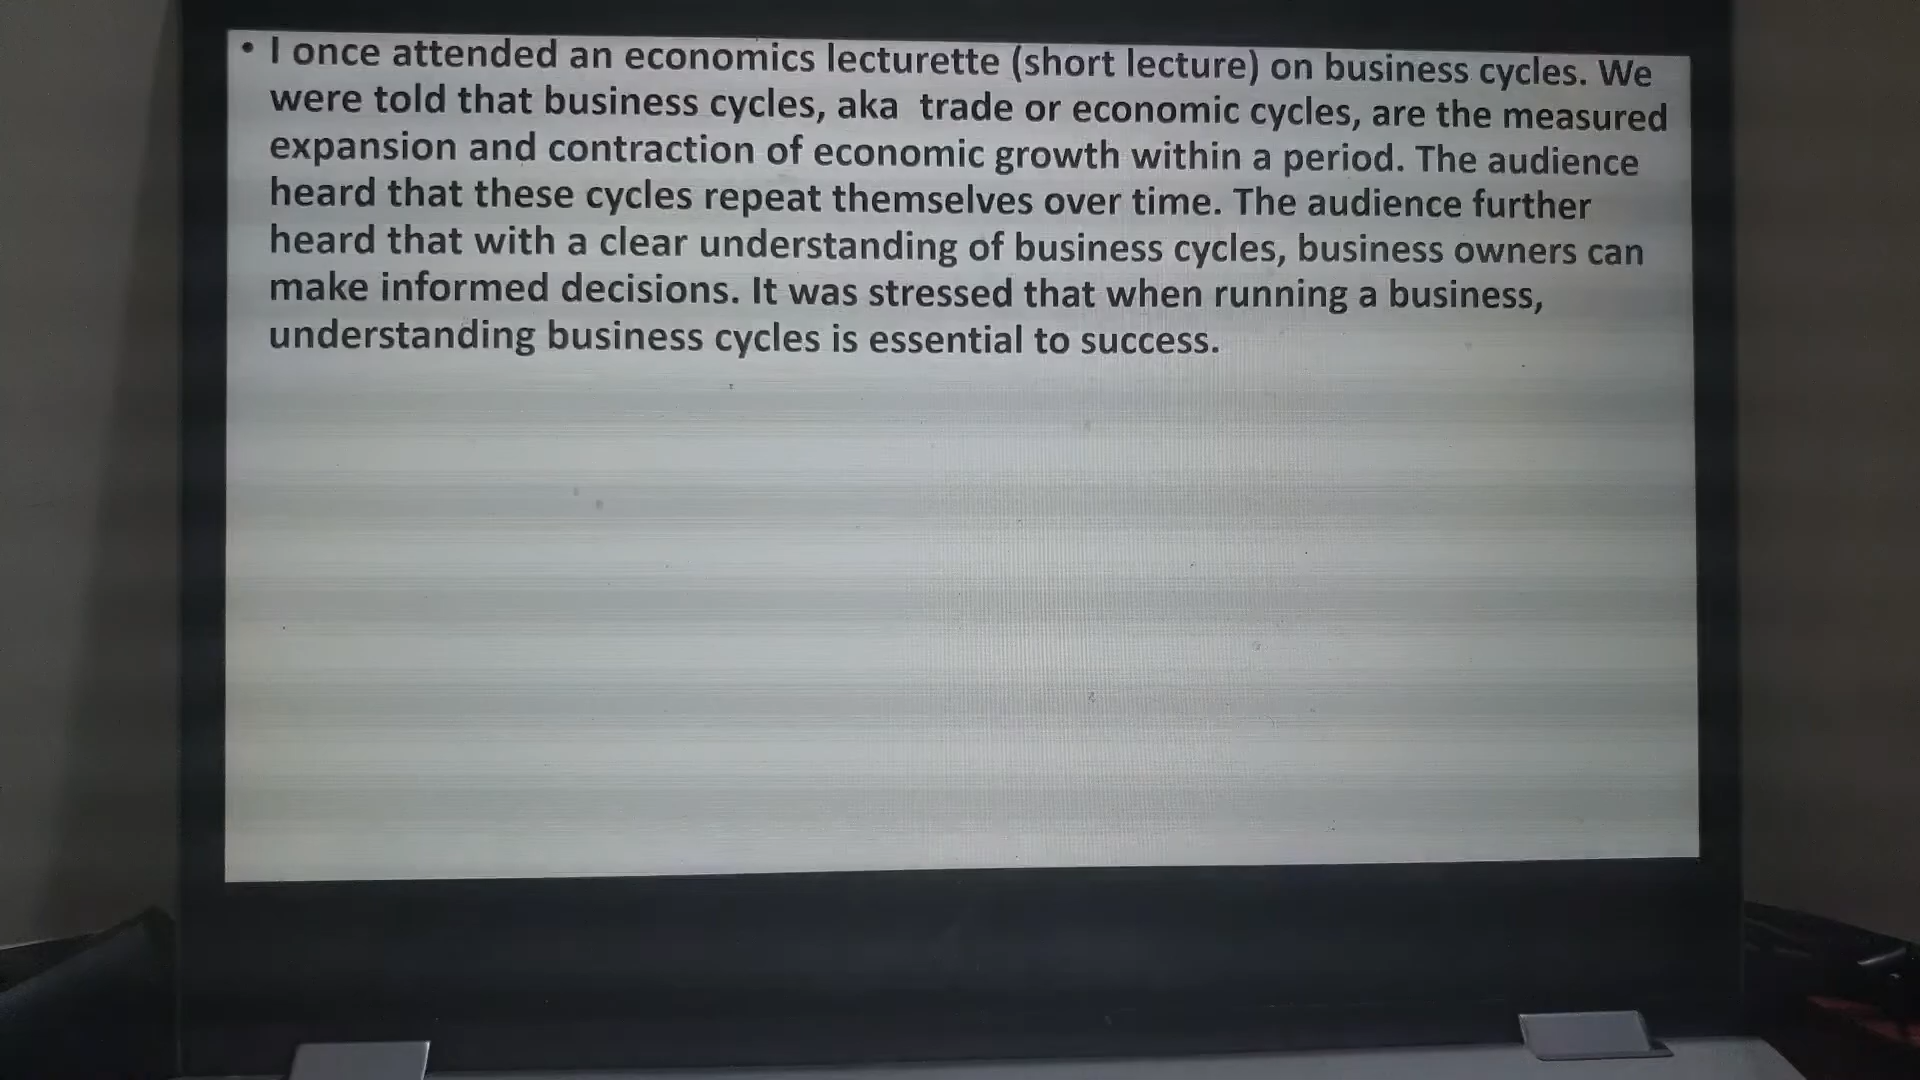 • I once attended an economics lecturette (short lecture) on business cycles. We
were told that business cycles, aka  trade or economic cycles, are the measured
expansion and contraction of economic growth within a period. The audience
heard that these cycles repeat themselves over time. The audience further
heard that with a clear understanding of business cycles, business owners can
make informed decisions. It was stressed that when running a business,
understanding business cycles is essential to success.